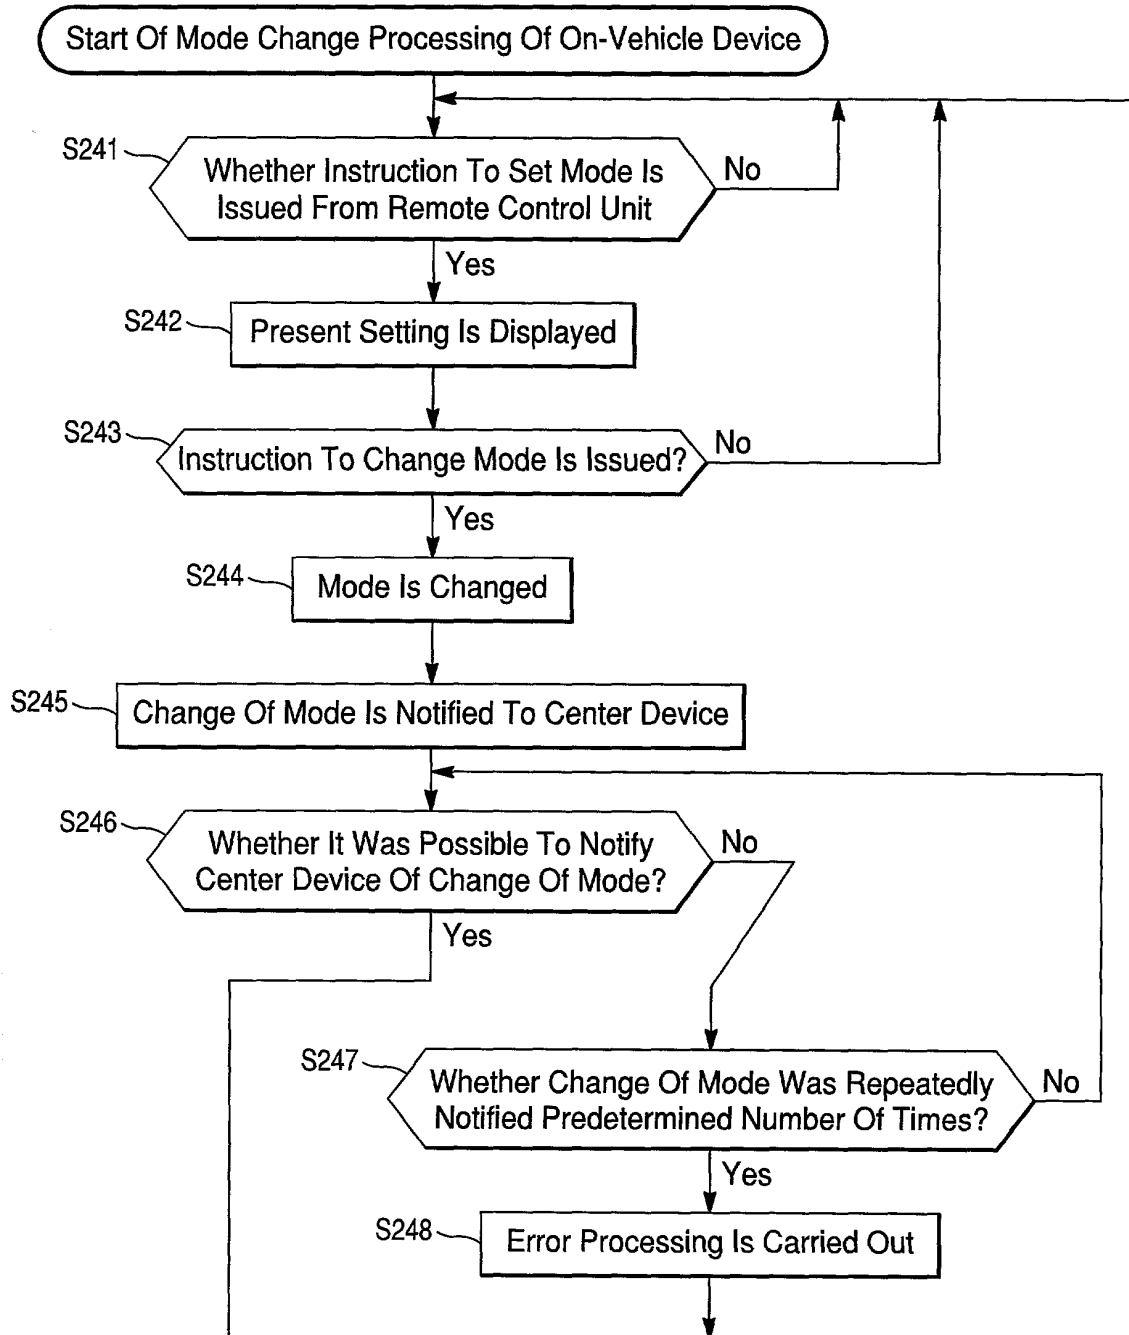 Start Of Mode Change Processing Of On-Vehicle Device
S241
Whether Instruction To Set Mode Is
Issued From Remote Control Unit
No
Yes
S242
Present Setting Is Displayed
S243
Instruction To Change Mode Is Issued?
No
Yes
S244
Mode Is Changed
S245
Change Of Mode Is Notified To Center Device
S246
Whether It Was Possible To Notify
Center Device Of Change Of Mode?
No
Yes
S247
Whether Change Of Mode Was Repeatedly
Notified Predetermined Number Of Times?
No
Yes
S248
Error Processing Is Carried Out